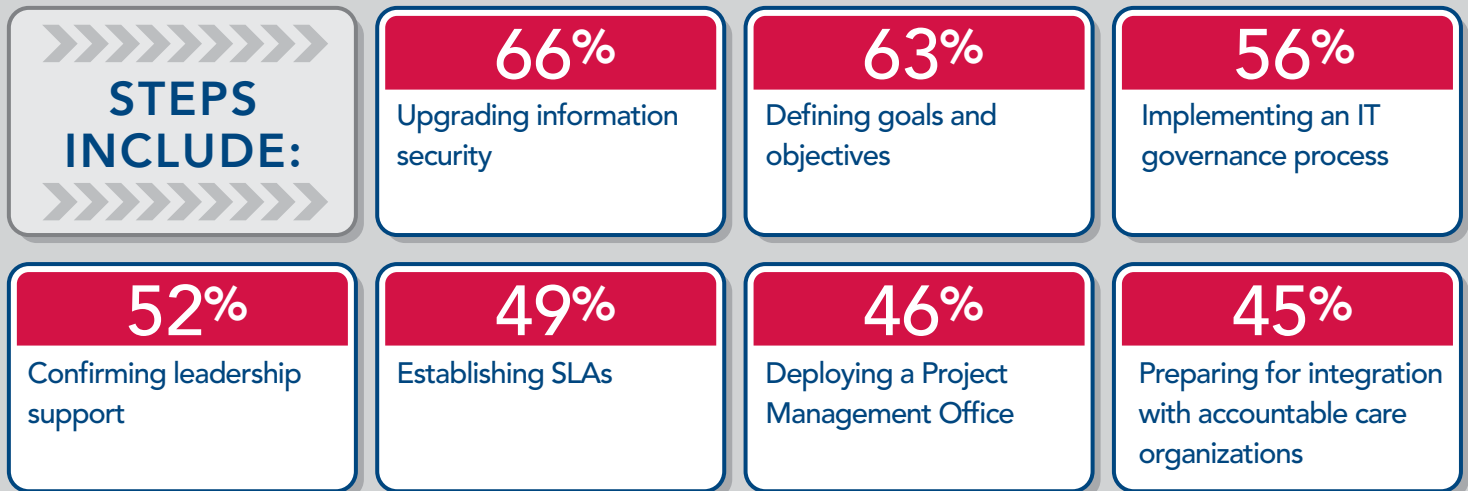 STEPS
INCLUDE:
66%
Upgrading information
security
63%
Defining goals and
objectives
56%
Implementing an IT
governance process
52%
Confirming leadership
support
49%
Establishing SLAs
46%
Deploying a Project
Management Office
45%
Preparing for integration
with accountable care
organizations